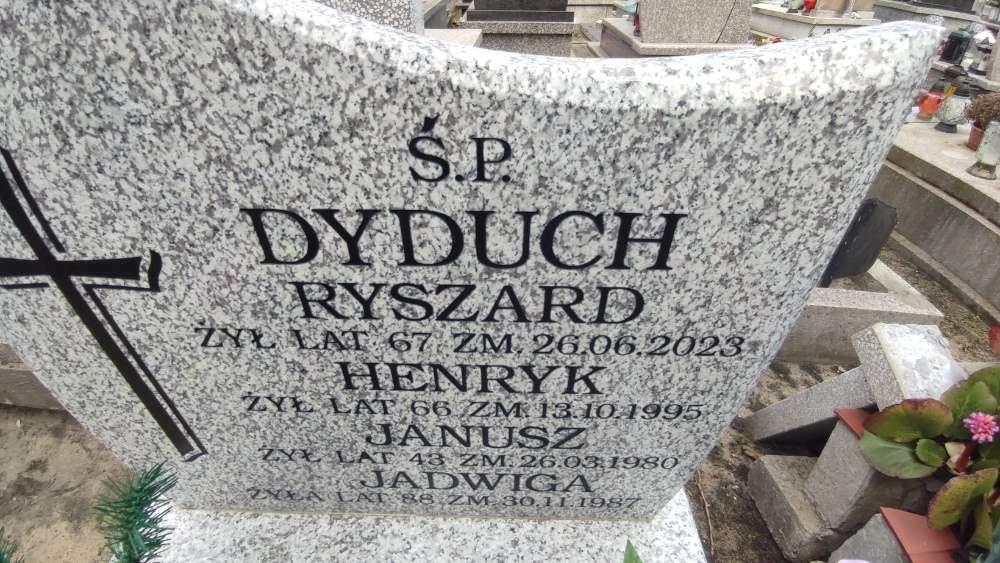 Ś.P.
DYDUCH
RYSZARD
ŻYŁ LAT 67 ZM. 26.06.2023
HENRYK
ŻYŁ LAT 66 ZM. 13.10.1995
JANUSZ
ŻYŁ LAT 43 ZM. 26.03.1980
JADWIGA
ŻYŁA LAT 88 ZM. 30.11.1987